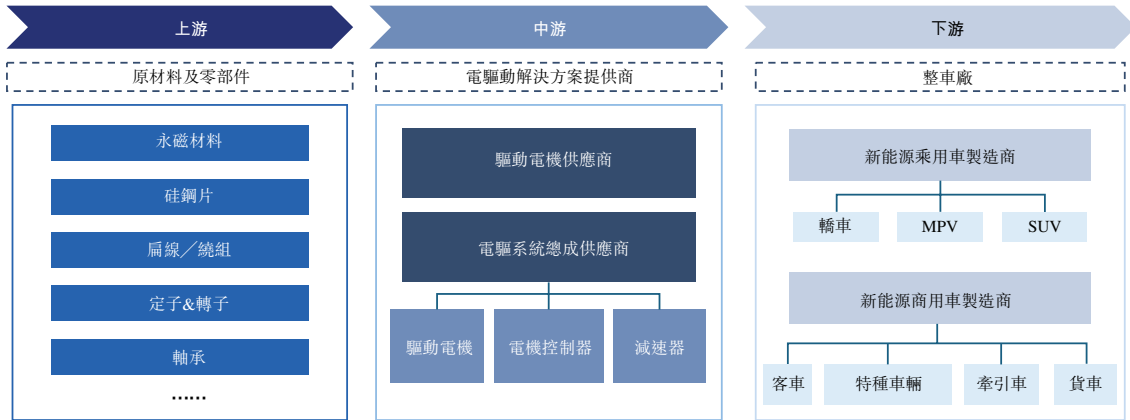 上游
原材料及零部件
永磁材料
硅鋼片
扁線／繞組
定子&轉子
軸承
……
中游
電驅動解決方案提供商
驅動電機供應商
電驅系統總成供應商
驅動電機
電機控制器
減速器
下游
整車廠
新能源乘用車製造商
轎車
MPV
SUV
新能源商用車製造商
客車
特種車輛
牽引車
貨車